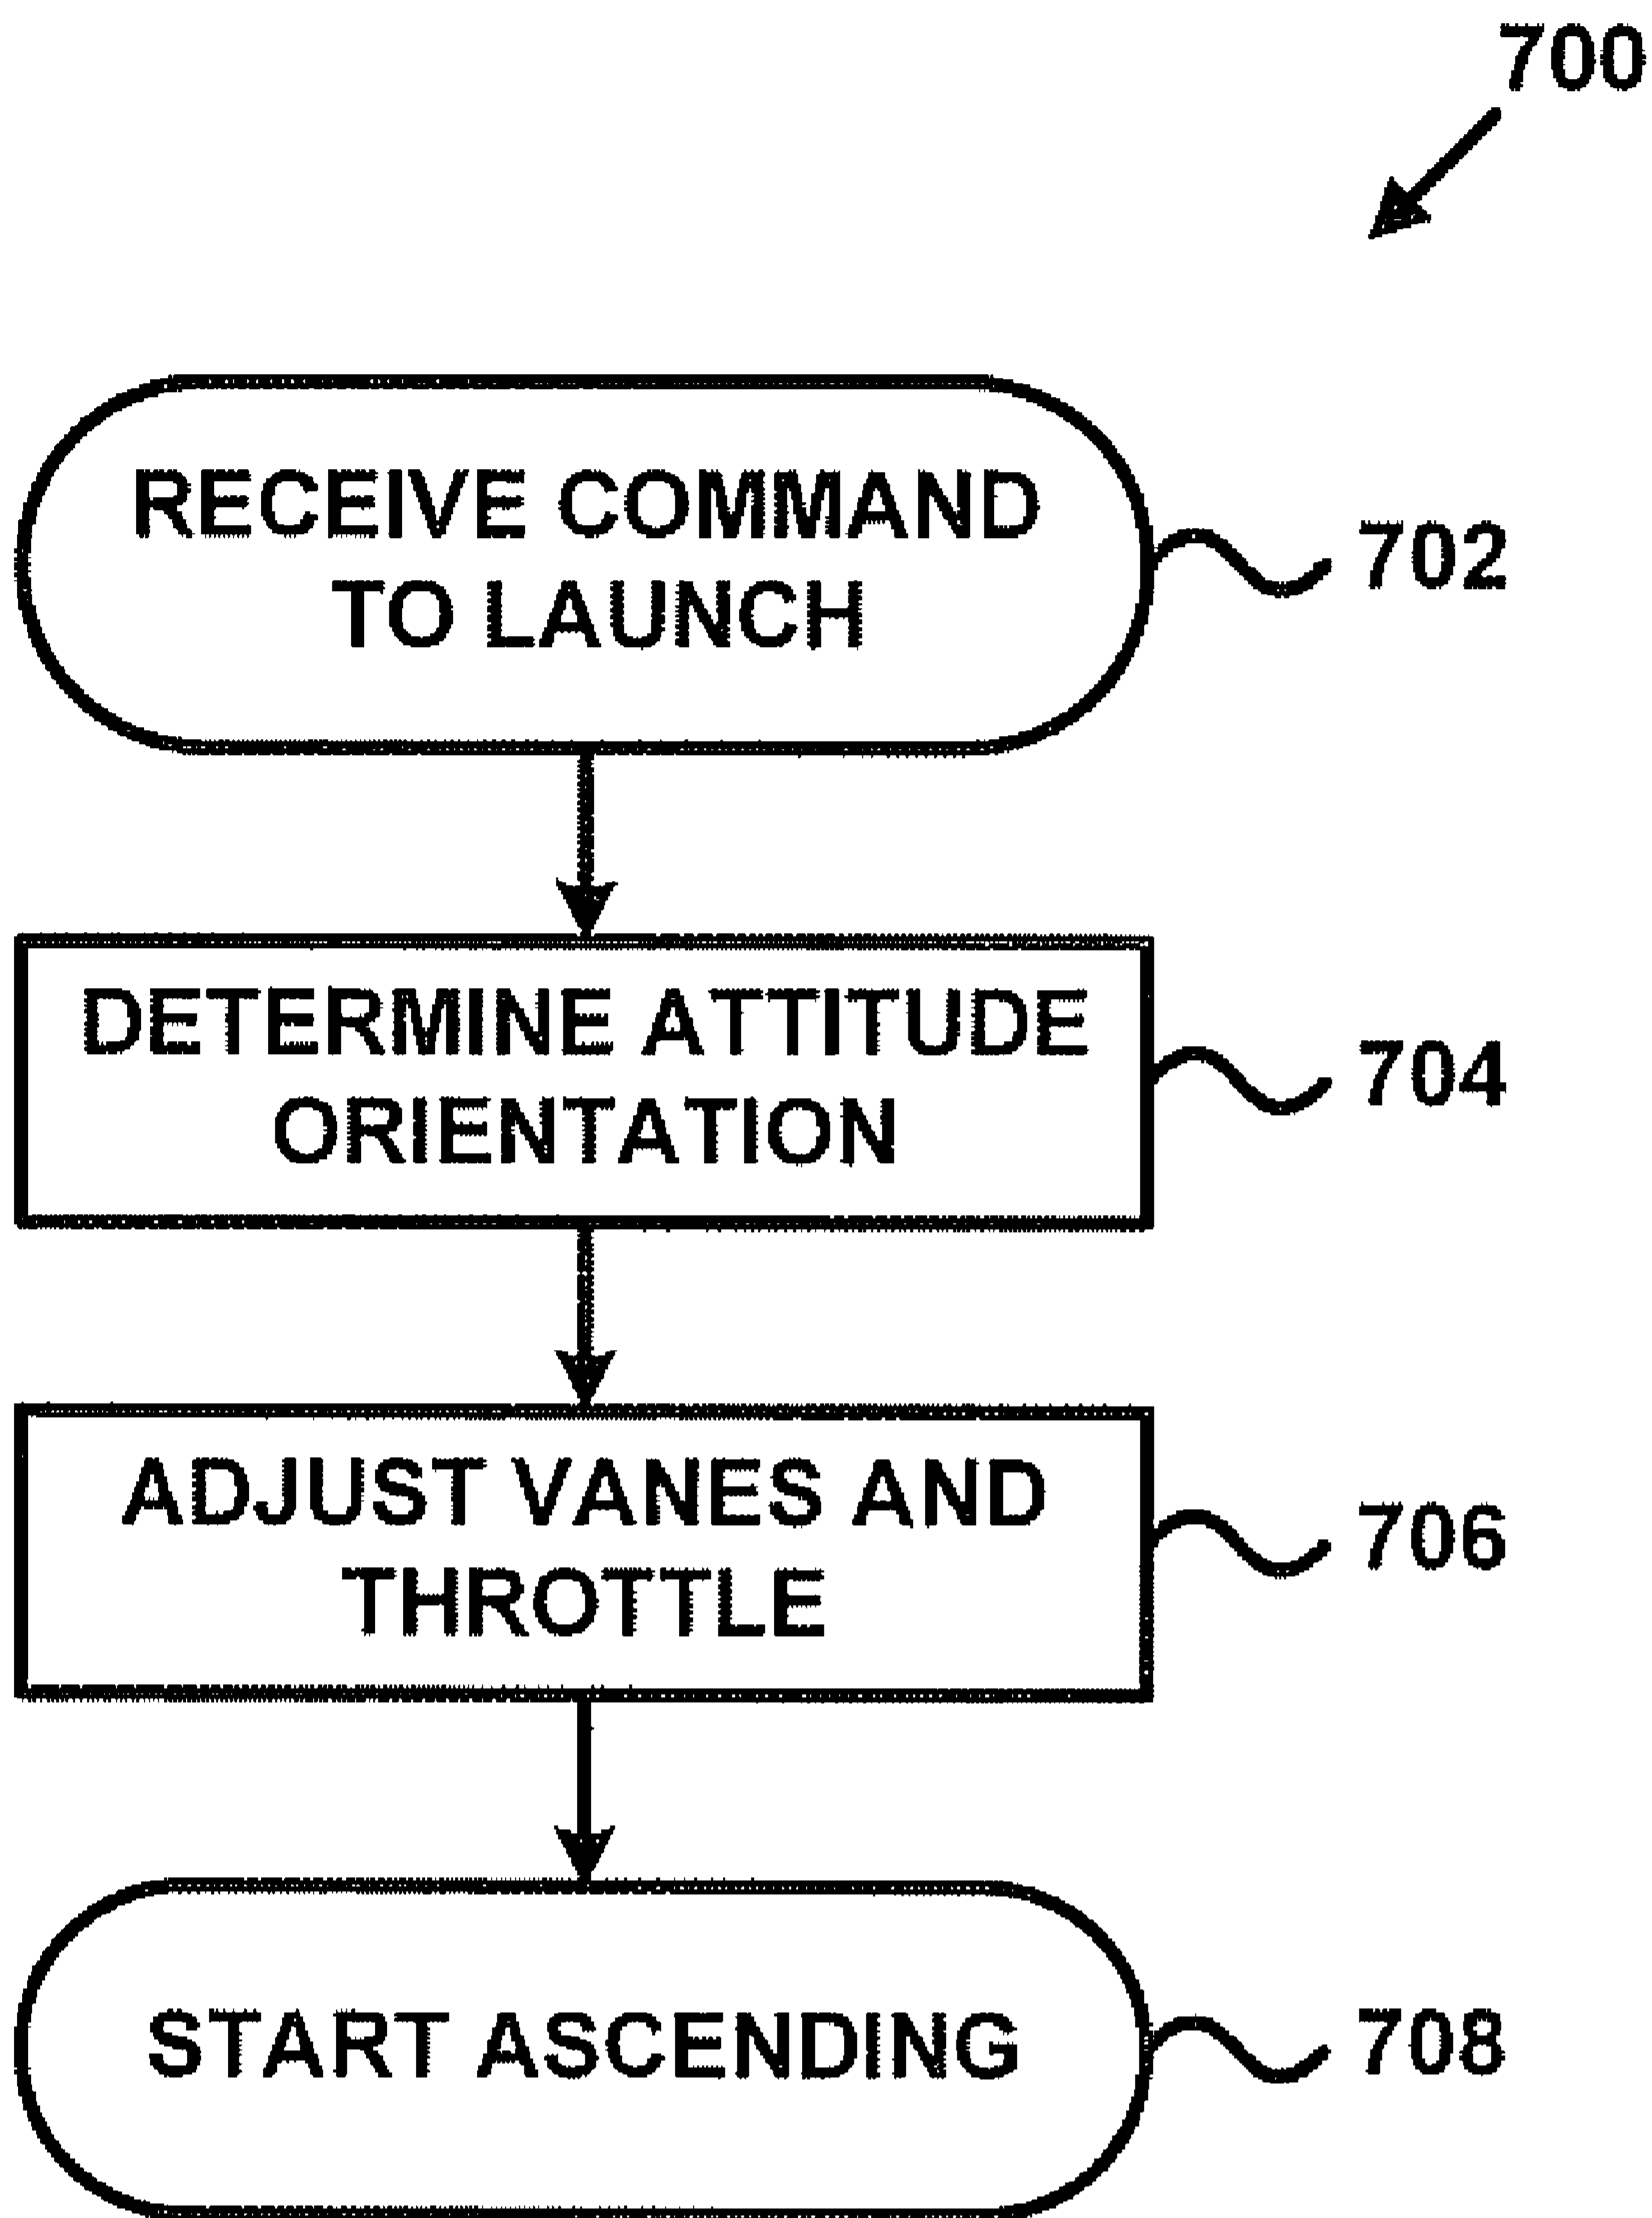 700
RECEIVE COMMAND
TO LAUNCH
702
DETERMINE ATTITUDE
ORIENTATION
704
ADJUST VANES AND
THROTTLE
706
START ASCENDING
708